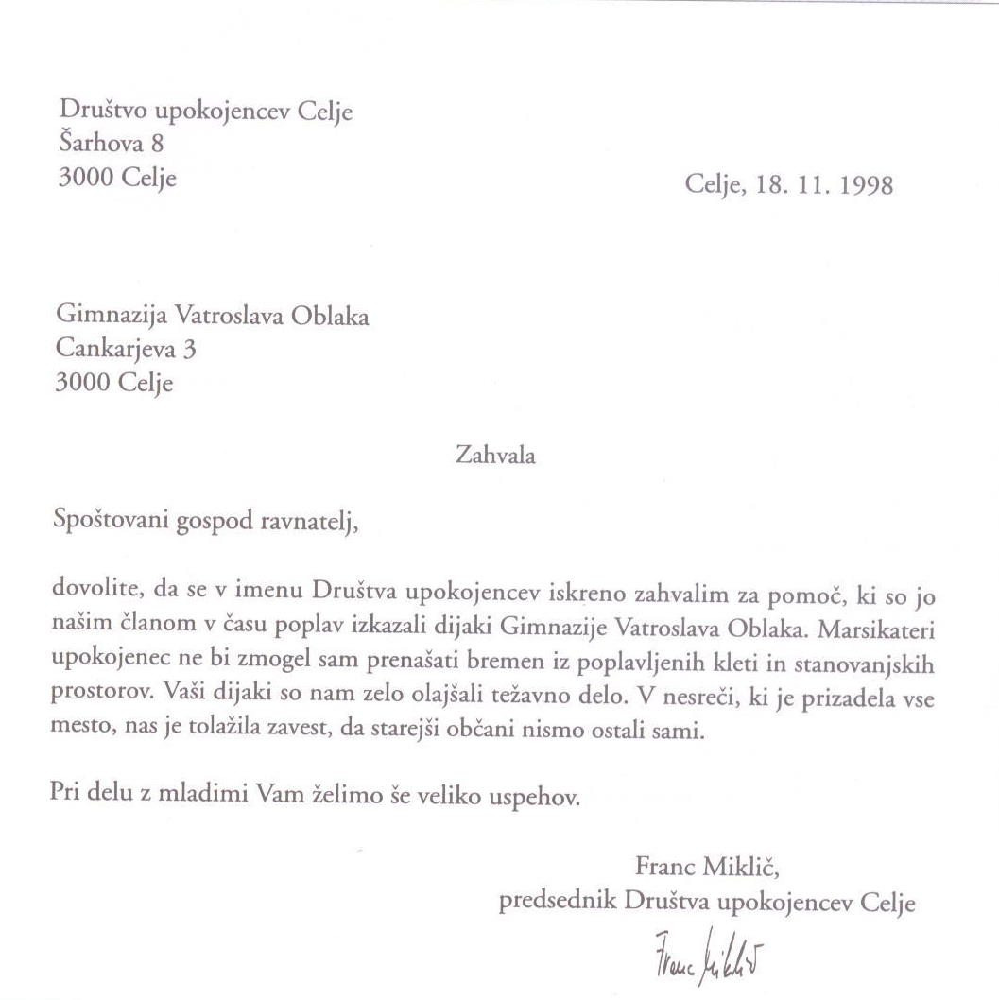 Društvo upokojencev Celje
Šarhova 8
3000 Celje
Celje, 18. 11. 1998
Gimnazija Vatroslava Oblaka
Cankarjeva 3
3000 Celje
Zahvala
Spoštovani gospod ravnatelj,
dovolite, da se v imenu Društva upokojencev iskreno zahvalim za pomoč, ki so jo
našim članom v času poplav izkazali dijaki Gimnazije Vatroslava Oblaka. Marsikateri
upokojenec ne bi zmogel sam prenašati bremen iz poplavljenih kleti in stanovanjskih
prostorov. Vaši dijaki so nam zelo olajšali težavno delo. V nesreči, ki je prizadela vse
mesto, nas je tolažila zavest, da starejši občani nismo ostali sami.
Pri delu z mladimi Vam želimo še veliko uspehov.
Franc Miklič,
predsednik Društva upokojencev Celje
Franc Miklič